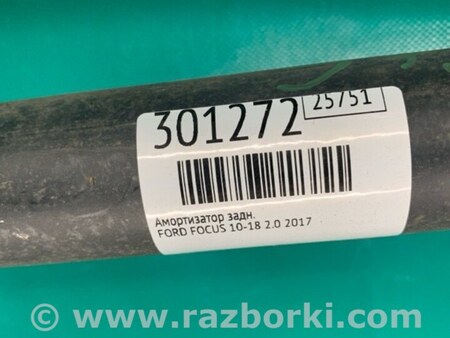 301272 25751
Амортизатор задн.
FORD FOCUS 10-18 2.0 2017
© www.razborki.com